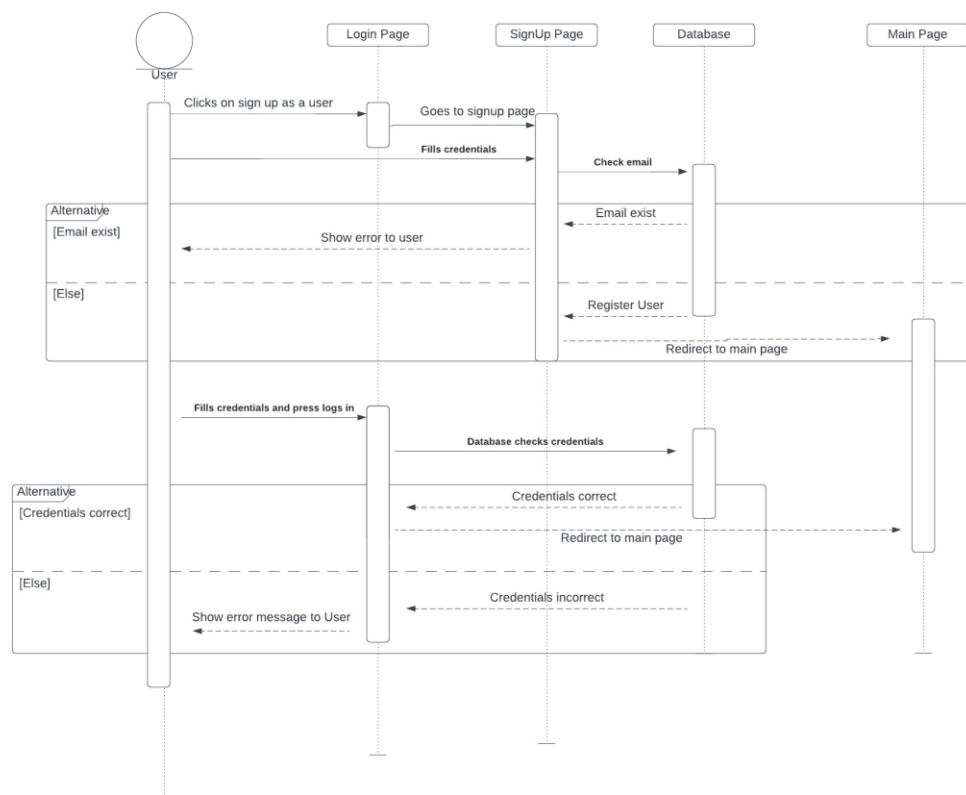 Login Page
SignUp Page
Database
Main Page
User
Clicks on sign up as a user
Goes to signup page
Fills credentials
Check email
Alternative
Email exist
[Email exist]
Show error to user
[Else]
Register User
Redirect to main page
Fills credentials and press logs in
Database checks credentials
Alternative
Credentials correct
[Credentials correct]
Redirect to main page
[Else]
Credentials incorrect
Show error message to User